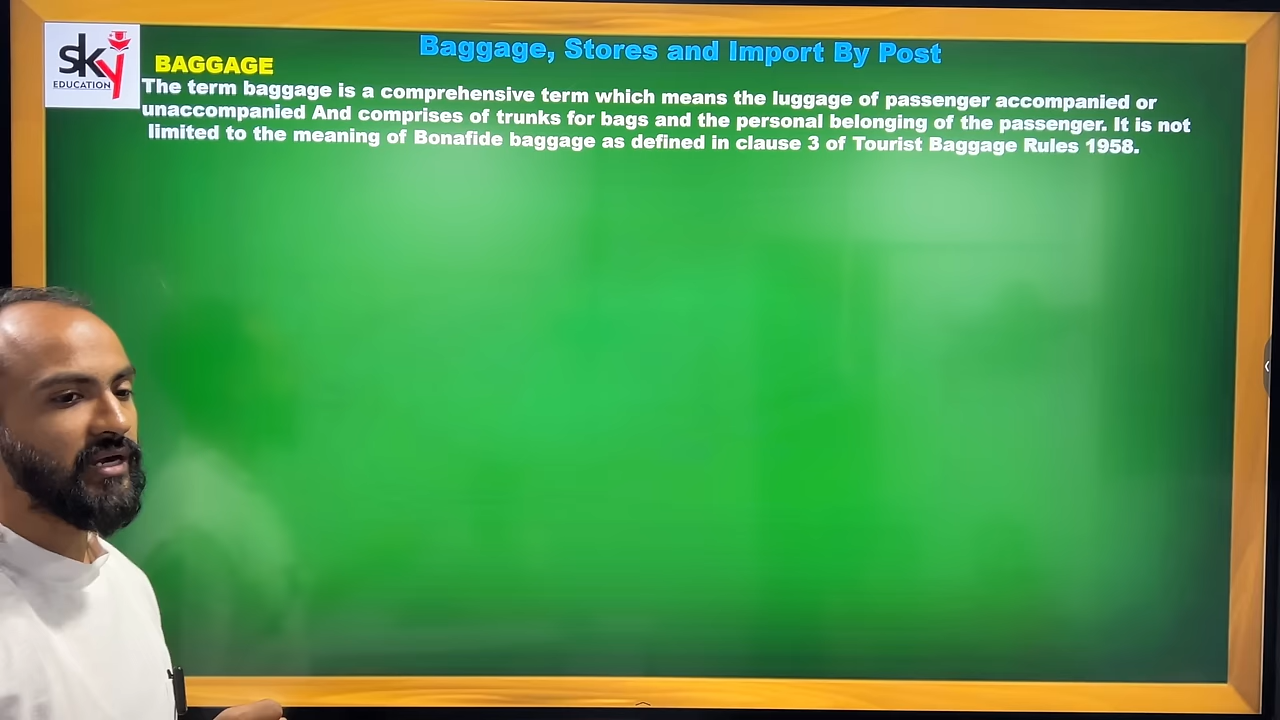 sky
EDUCATION
Baggage, Stores and Import By Post
BAGGAGE
The term baggage is a comprehensive term which means the luggage of passenger accompanied or
unaccompanied And comprises of trunks for bags and the personal belonging of the passenger. It is not
limited to the meaning of Bonafide baggage as defined in clause 3 of Tourist Baggage Rules 1958.